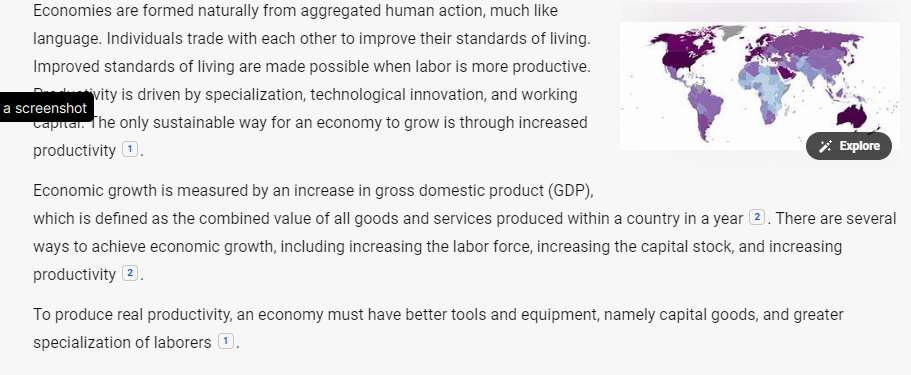 Economies are formed naturally from aggregated human action, much like
language. Individuals trade with each other to improve their standards of living.
Improved standards of living are made possible when labor is more productive.
ivity is driven by specialization, technological innovation, and working
a screenshot
capital. The only sustainable way for an economy to grow is through increased
productivity 1 .
Explore
Economic growth is measured by an increase in gross domestic product (GDP),
which is defined as the combined value of all goods and services produced within a country in a year 2 . There are several
ways to achieve economic growth, including increasing the labor force, increasing the capital stock, and increasing
productivity 2 .
To produce real productivity, an economy must have better tools and equipment, namely capital goods, and greater
specialization of laborers 1 .